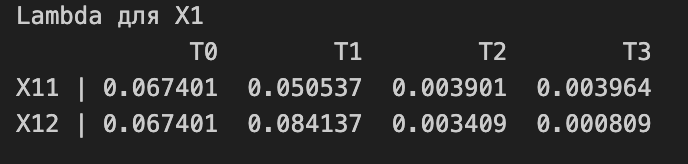 Lambda для X1
T0 T1 T2 T3
X11 | 0.067401 0.050537 0.003901 0.003964
X12 | 0.067401 0.084137 0.003409 0.000809